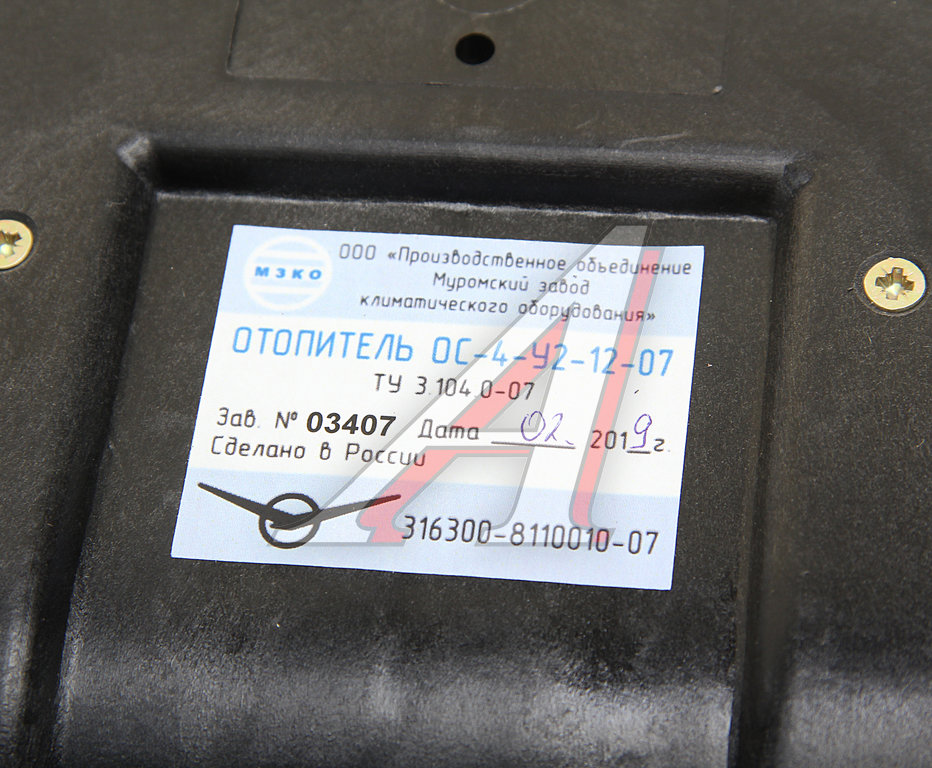 МЗКО
ООО «Производственное объединение
Муромский завод
климатического оборудования»
ОТОПИТЕЛЬ ОС-4-У2-12-07
ТУ 3.104.0-07
Зав. № 03407 Дата 02. 2019г.
Сделано в России
316300-8110010-07